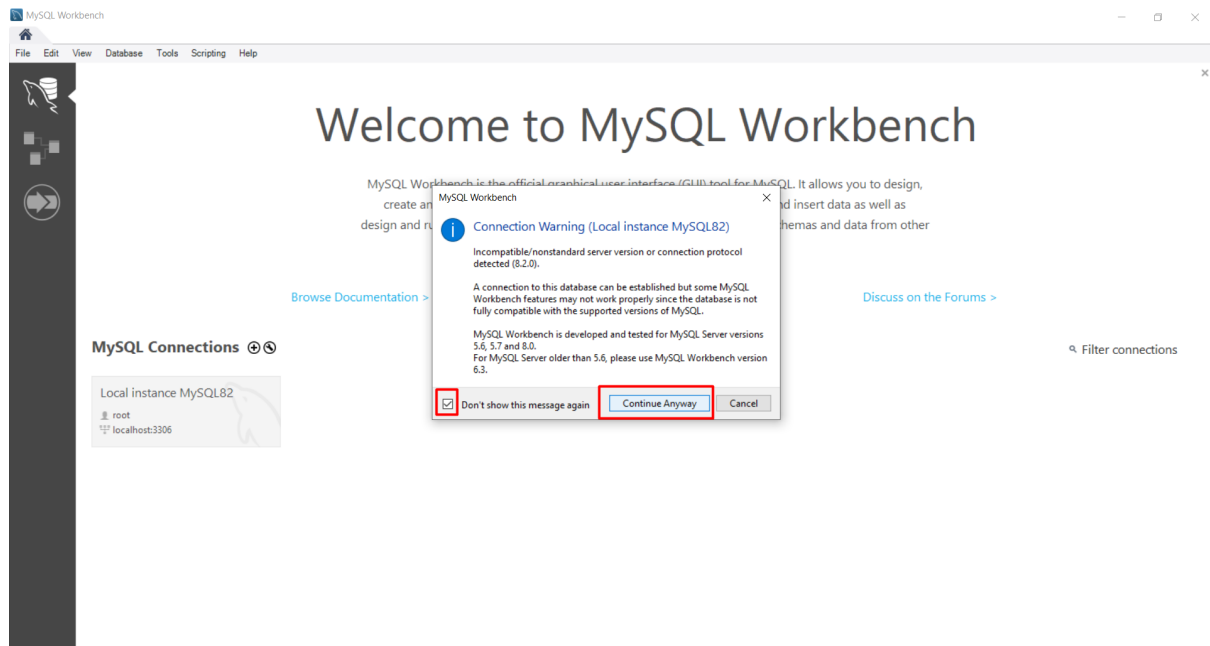 MySQL Workbench
File Edit View Database Tools Scripting Help
Welcome to MySQL Workbench
MySQL Workbench is the official graphical user interface (GUI) tool for MySQL. It allows you to design,
create an
nd insert data as well as
design and ru
hemas and data from other
Browse Documentation >
Discuss on the Forums >
MySQL Workbench
Connection Warning (Local instance MySQL82)
Incompatible/nonstandard server version or connection protocol
detected (8.2.0).
A connection to this database can be established but some MySQL
Workbench features may not work properly since the database is not
fully compatible with the supported versions of MySQL.
MySQL Workbench is developed and tested for MySQL Server versions
5.6, 5.7 and 8.0.
For MySQL Server older than 5.6, please use MySQL Workbench version
6.3.
Don't show this message again Continue Anyway Cancel
MySQL Connections
Filter connections
Local instance MySQL82
root
localhost:3306